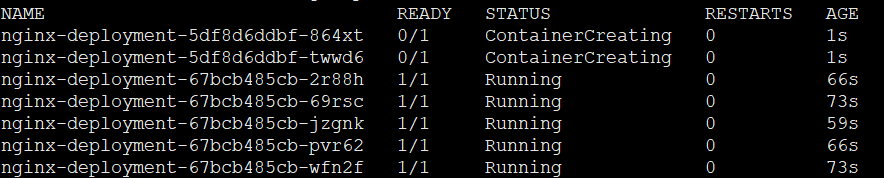 NAME READY STATUS RESTARTS AGE
nginx-deployment-5df8d6ddbf-864xt 0/1 ContainerCreating 0 1s
nginx-deployment-5df8d6ddbf-twwd6 0/1 ContainerCreating 0 1s
nginx-deployment-67bcb485cb-2r88h 1/1 Running 0 66s
nginx-deployment-67bcb485cb-69rsc 1/1 Running 0 73s
nginx-deployment-67bcb485cb-jzgnk 1/1 Running 0 59s
nginx-deployment-67bcb485cb-pvr62 1/1 Running 0 66s
nginx-deployment-67bcb485cb-wfn2f 1/1 Running 0 73s